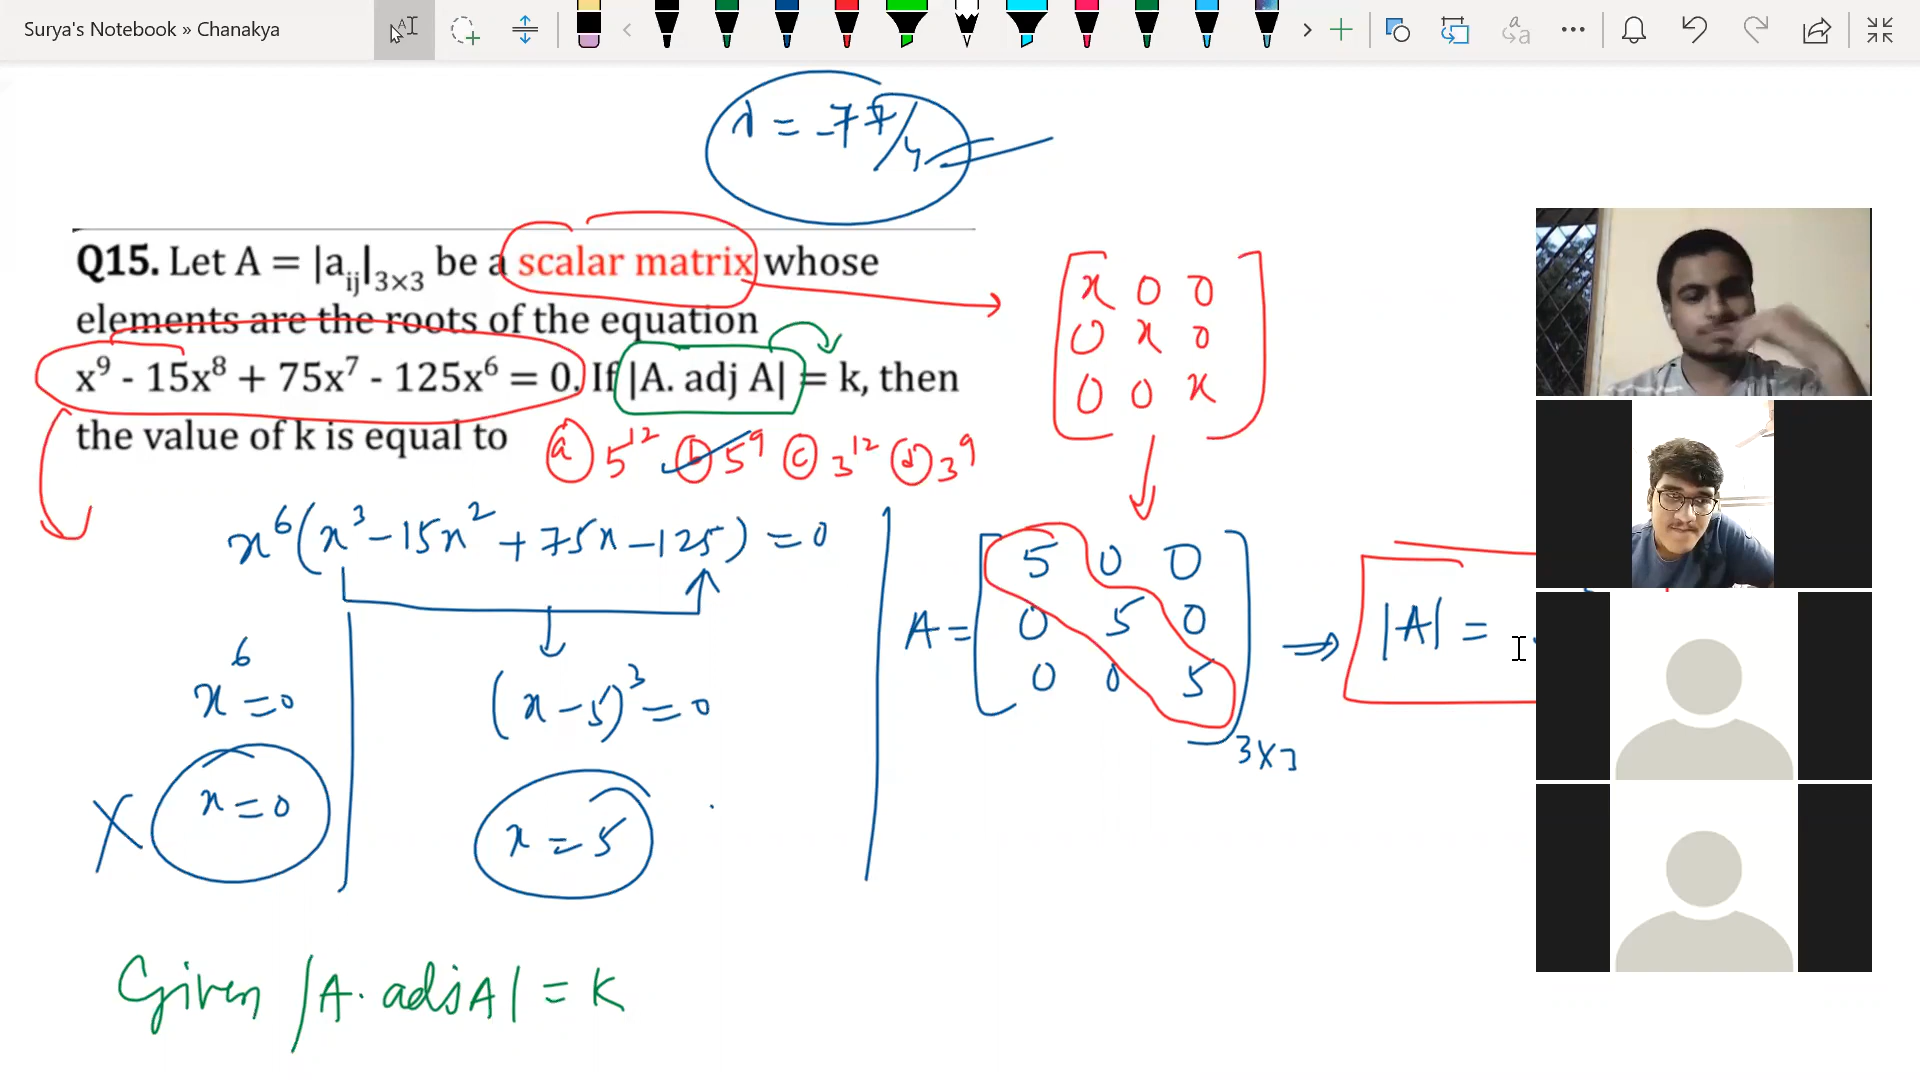 Surya's Notebook » Chanakya
λ = -77/4
Q15. Let A = |aij|3×3 be a scalar matrix whose
elements are the roots of the equation
x⁹ - 15x⁸ + 75x⁷ - 125x⁶ = 0. If |A. adj A| = k, then
the value of k is equal to
(a) 5¹² (b) 5⁹ (c) 3¹² (d) 3⁹
x 0 0
0 x 0
0 0 x
x⁶(x³-15x²+75x-125) = 0
x⁶ = 0
x = 0
(x-5)³ = 0
x = 5
A =
5 0 0
0 5 0
0 0 5
3×3
⇒ |A| =
Given |A. adjA| = K